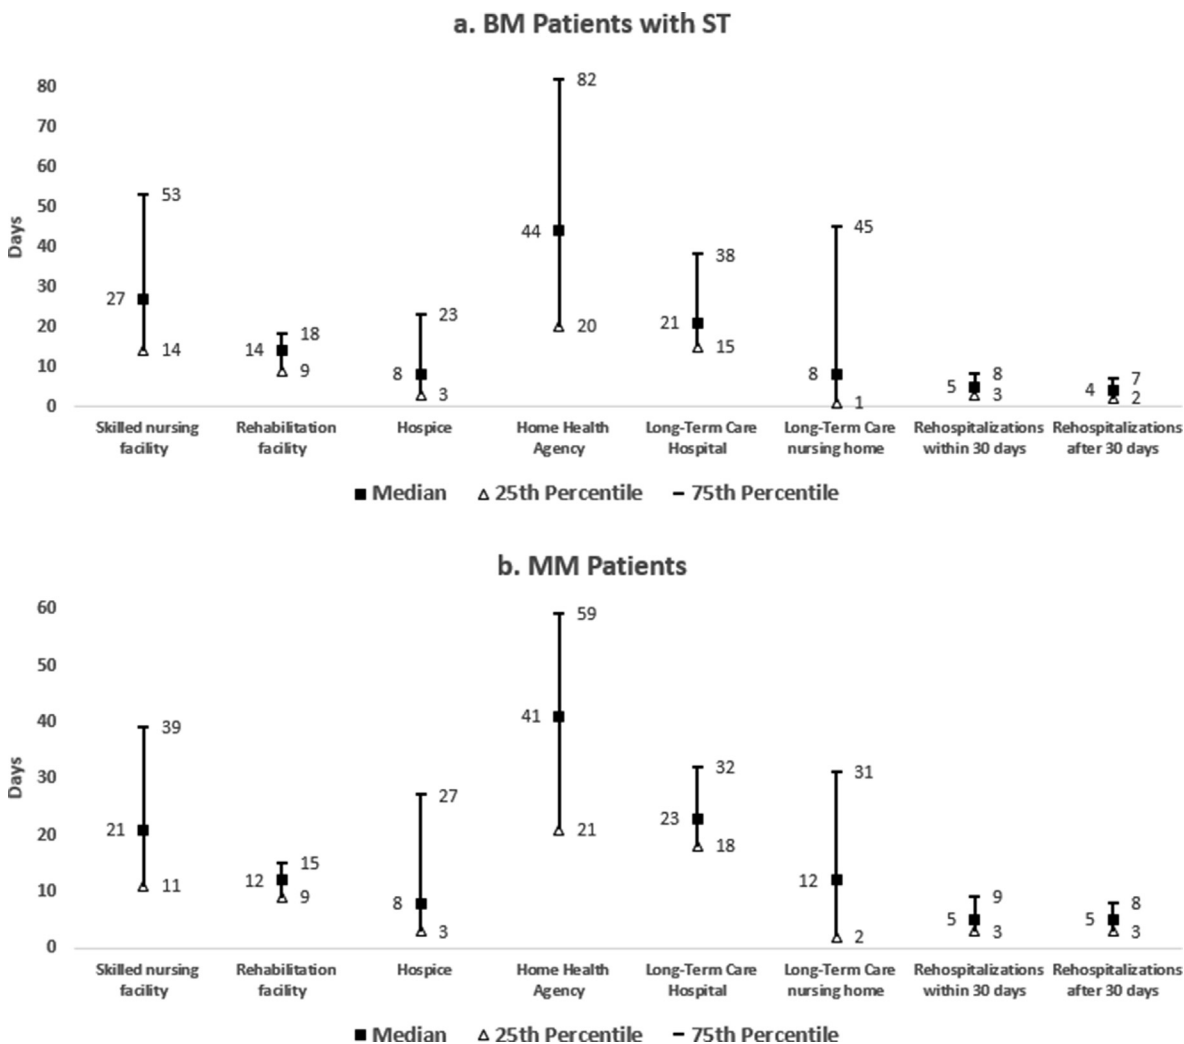 a. BM Patients with ST
80
82
70
60
53
50
Days
40
44
45
38
30
27
23
20
21
20
18
14
14
15
10
9
8
3
8
1
5
8
3
4
7
2
0
Skilled nursing facility
Rehabilitation facility
Hospice
Home Health Agency
Long-Term Care Hospital
Long-Term Care nursing home
Rehospitalizations within 30 days
Rehospitalizations after 30 days
Median 25th Percentile 75th Percentile
b. MM Patients
60
59
50
Days
40
41
39
30
32
31
27
20
21
21
23
18
15
12
12
11
10
9
8
3
2
5
9
3
5
8
3
0
Skilled nursing facility
Rehabilitation facility
Hospice
Home Health Agency
Long-Term Care Hospital
Long-Term Care nursing home
Rehospitalizations within 30 days
Rehospitalizations after 30 days
Median 25th Percentile 75th Percentile